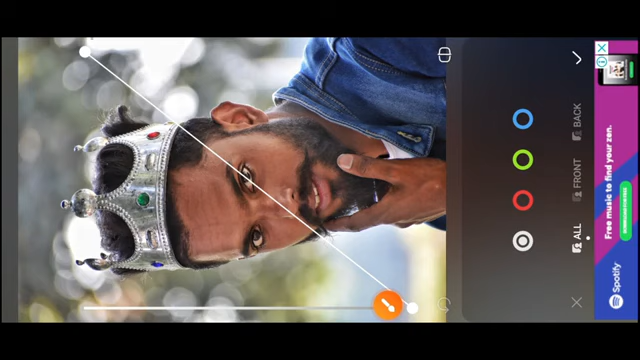 ALL
FRONT
BACK
Spotify
Free music to find your zen.